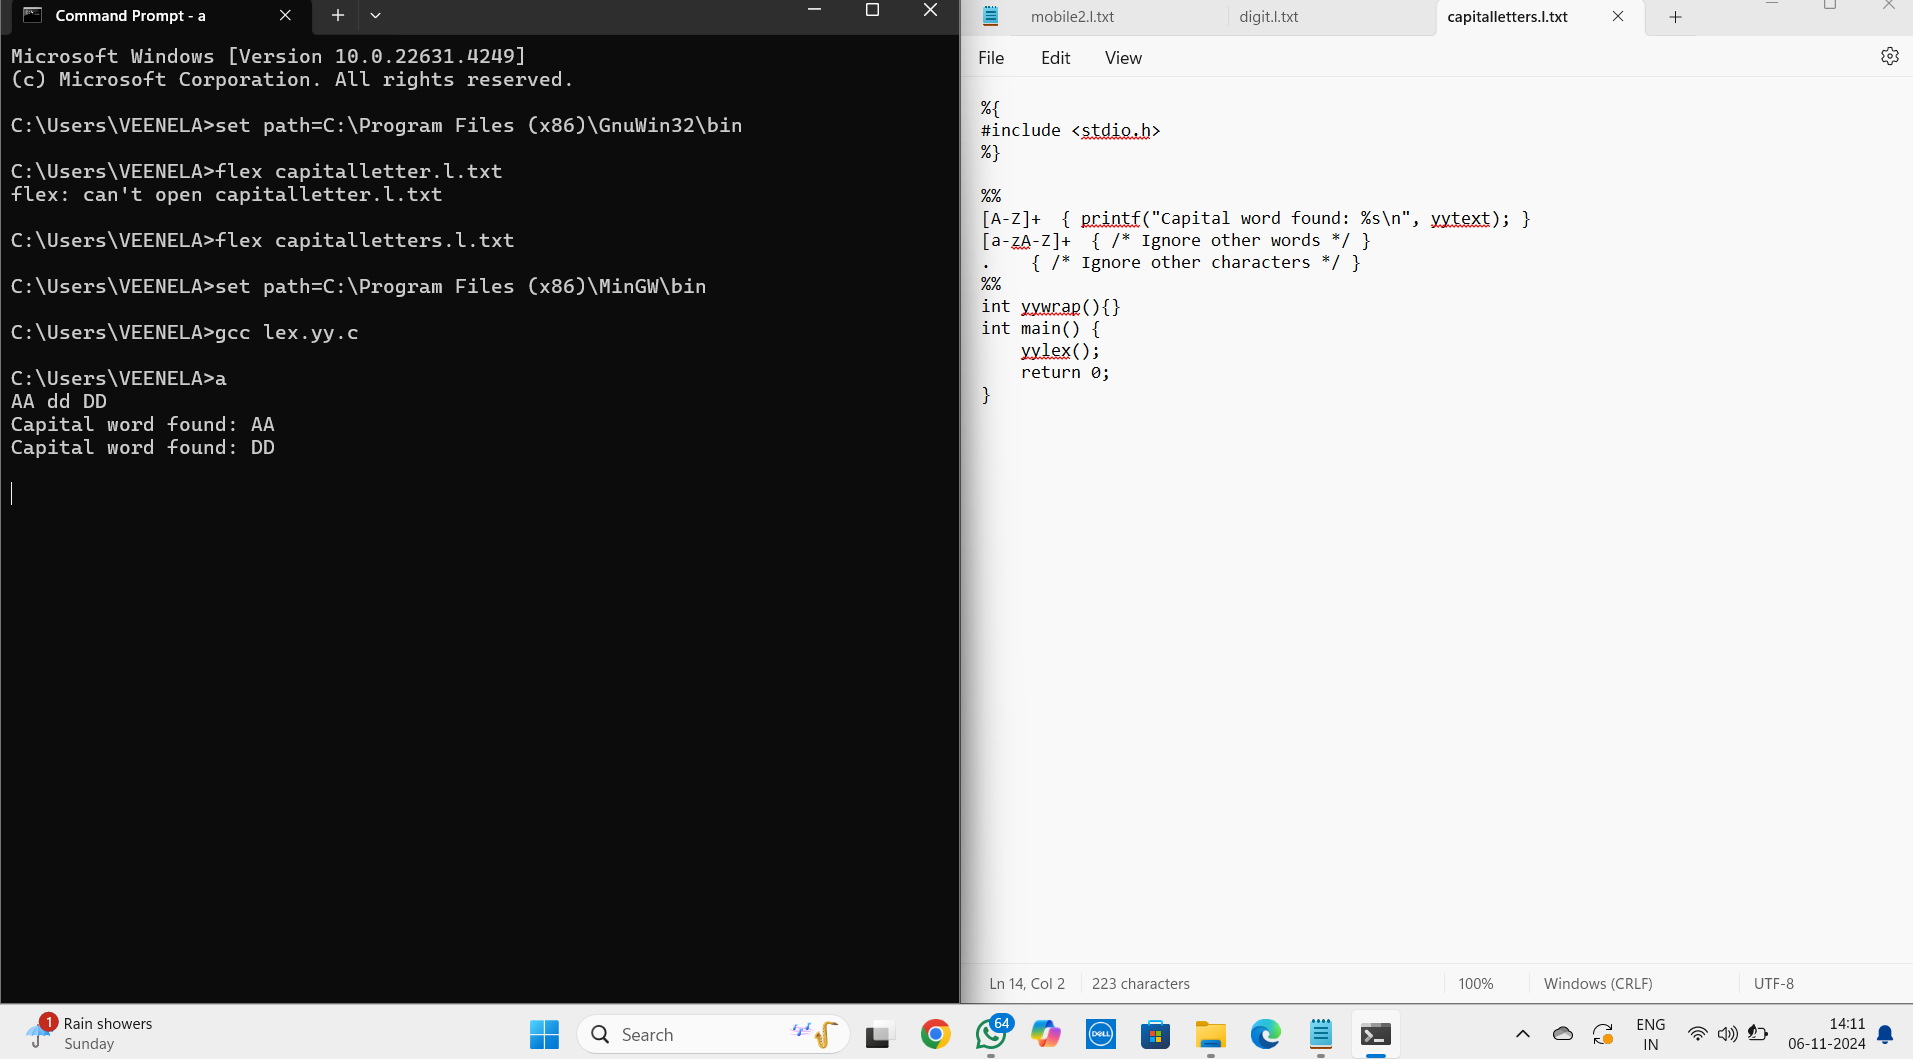 Command Prompt - a
Microsoft Windows [Version 10.0.22631.4249]
(c) Microsoft Corporation. All rights reserved.
C:\Users\VEENELA>set path=C:\Program Files (x86)\GnuWin32\bin
C:\Users\VEENELA>flex capitalletter.l.txt
flex: can't open capitalletter.l.txt
C:\Users\VEENELA>flex capitalletters.l.txt
C:\Users\VEENELA>set path=C:\Program Files (x86)\MinGW\bin
C:\Users\VEENELA>gcc lex.yy.c
C:\Users\VEENELA>a
AA dd DD
Capital word found: AA
Capital word found: DD
mobile2.l.txt
digit.l.txt
capitalletters.l.txt
File Edit View
%{
#include <stdio.h>
%}
%%
[A-Z]+  { printf("Capital word found: %s\n", yytext); }
[a-zA-Z]+  { /* Ignore other words */ }
.    { /* Ignore other characters */ }
%%
int yywrap(){}
int main() {
    yylex();
    return 0;
}
Ln 14, Col 2
223 characters
100%
Windows (CRLF)
UTF-8
1
Rain showers
Sunday
Search
64
DELL
ENG
IN
14:11
06-11-2024